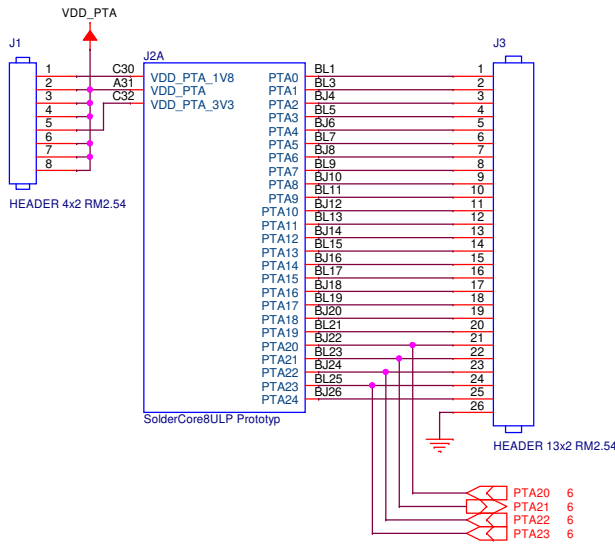 VDD_PTA
J1
J2A
J3
1 C30 VDD_PTA_1V8 PTA0 BL1 1
2 A31 VDD_PTA PTA1 BL3 2
3 C32 VDD_PTA_3V3 PTA2 BJ4 3
4 PTA3 BL5 4
5 PTA4 BJ6 5
6 PTA5 BL7 6
7 PTA6 BJ8 7
8 PTA7 BL9 8
PTA8 BJ10 9
PTA9 BL11 10
HEADER 4x2 RM2.54
PTA10 BJ12 11
PTA11 BL13 12
PTA12 BJ14 13
PTA13 BL15 14
PTA14 BJ16 15
PTA15 BL17 16
PTA16 BJ18 17
PTA17 BL19 18
PTA18 BJ20 19
PTA19 BL21 20
PTA20 BJ22 21
PTA21 BL23 22
PTA22 BJ24 23
PTA23 BL25 24
PTA24 BJ26 25
26
SolderCore8ULP Prototyp
HEADER 13x2 RM2.54
PTA20 6
PTA21 6
PTA22 6
PTA23 6